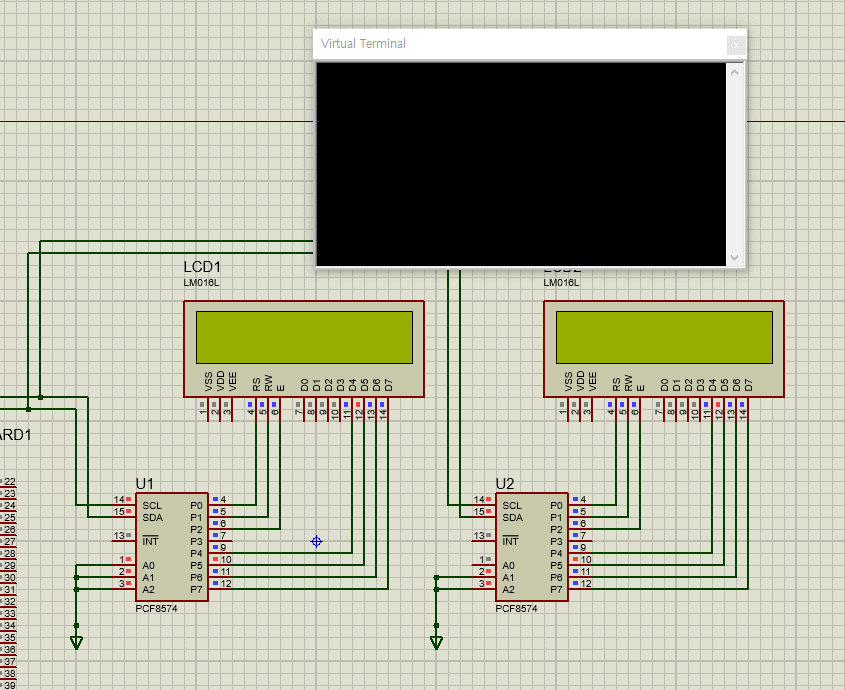 Virtual Terminal
LCD1
LM016L
LM016L
VSS
VDD
VEE
RS
RW
E
D0
D1
D2
D3
D4
D5
D6
D7
1
2
3
4
5
6
7
8
9
10
11
12
13
14
VSS
VDD
VEE
RS
RW
E
D0
D1
D2
D3
D4
D5
D6
D7
1
2
3
4
5
6
7
8
9
10
11
12
13
14
ARD1
22
23
24
25
26
27
28
29
30
31
32
33
34
35
36
37
38
39
U1
14 SCL P0 4
15 SDA P1 5
P2 6
13 INT P3 7
P4 9
1 A0 P5 10
2 A1 P6 11
3 A2 P7 12
PCF8574
U2
14 SCL P0 4
15 SDA P1 5
P2 6
13 INT P3 7
P4 9
1 A0 P5 10
2 A1 P6 11
3 A2 P7 12
PCF8574